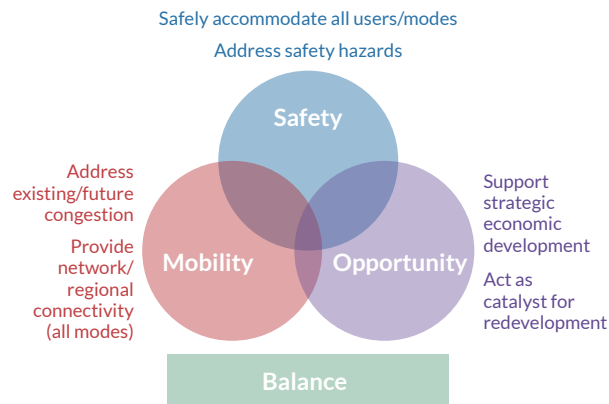 Safely accommodate all users/modes
Address safety hazards
Safety
Address
existing/future
congestion
Provide
network/
regional
connectivity
(all modes)
Mobility
Opportunity
Support
strategic
economic
development
Act as
catalyst for
redevelopment
Balance